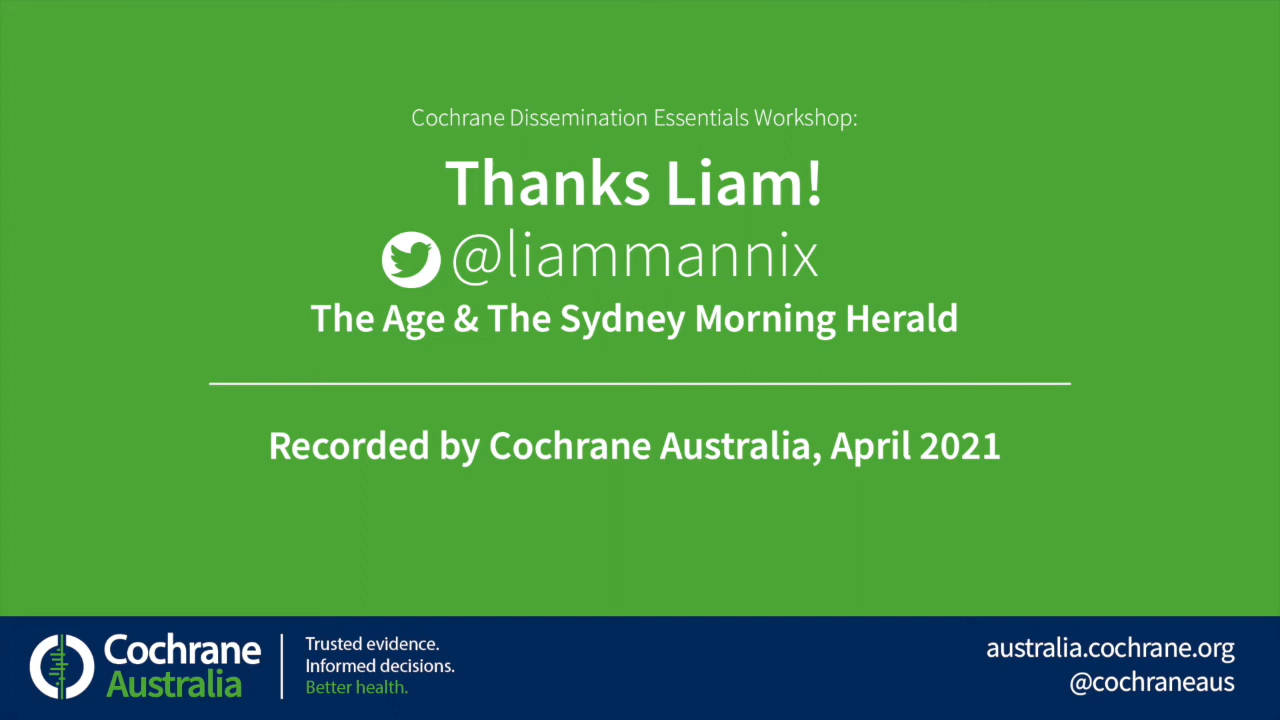 Cochrane Dissemination Essentials Workshop:
Thanks Liam!
@liammannix
The Age & The Sydney Morning Herald
Recorded by Cochrane Australia, April 2021
Cochrane
Australia
Trusted evidence.
Informed decisions.
Better health.
australia.cochrane.org
@cochraneaus